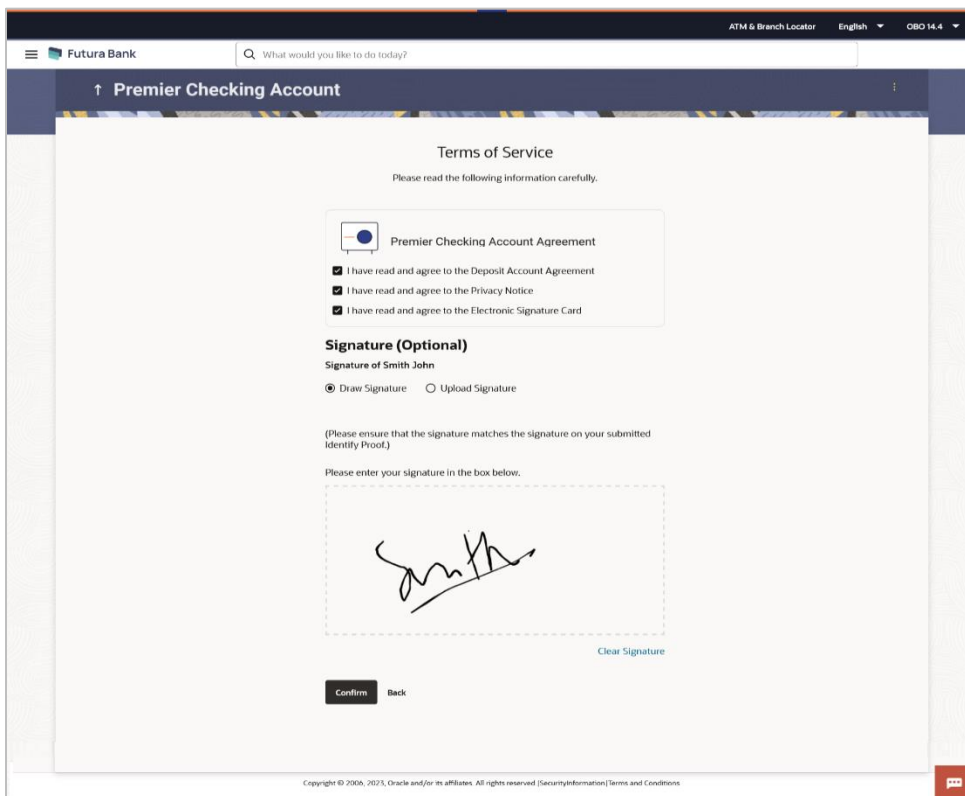 ATM & Branch Locator English OBO 14.4
Futura Bank What would you like to do today?
Premier Checking Account
Terms of Service
Please read the following information carefully.
Premier Checking Account Agreement
I have read and agree to the Deposit Account Agreement
I have read and agree to the Privacy Notice
I have read and agree to the Electronic Signature Card
Signature (Optional)
Signature of Smith John
Draw Signature Upload Signature
(Please ensure that the signature matches the signature on your submitted
Identify Proof.)
Please enter your signature in the box below.
Smith
Clear Signature
Confirm Back
Copyright © 2006, 2023, Oracle and/or its affiliates. All rights reserved |SecurityInformation|Terms and Conditions